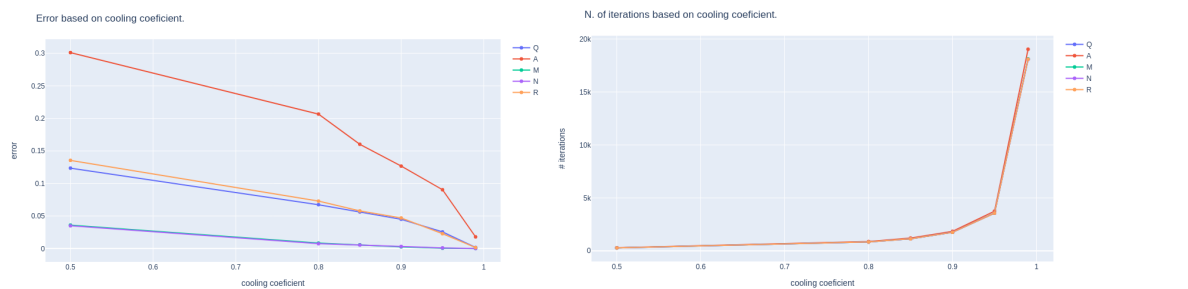 Error based on cooling coeficient.
0.3
0.25
0.2
0.15
0.1
0.05
0
error
0.5
0.6
0.7
0.8
0.9
1
cooling coeficient
Q
A
M
N
R
N. of iterations based on cooling coeficient.
20k
15k
10k
5k
0
# iterations
0.5
0.6
0.7
0.8
0.9
1
cooling coeficient
Q
A
M
N
R